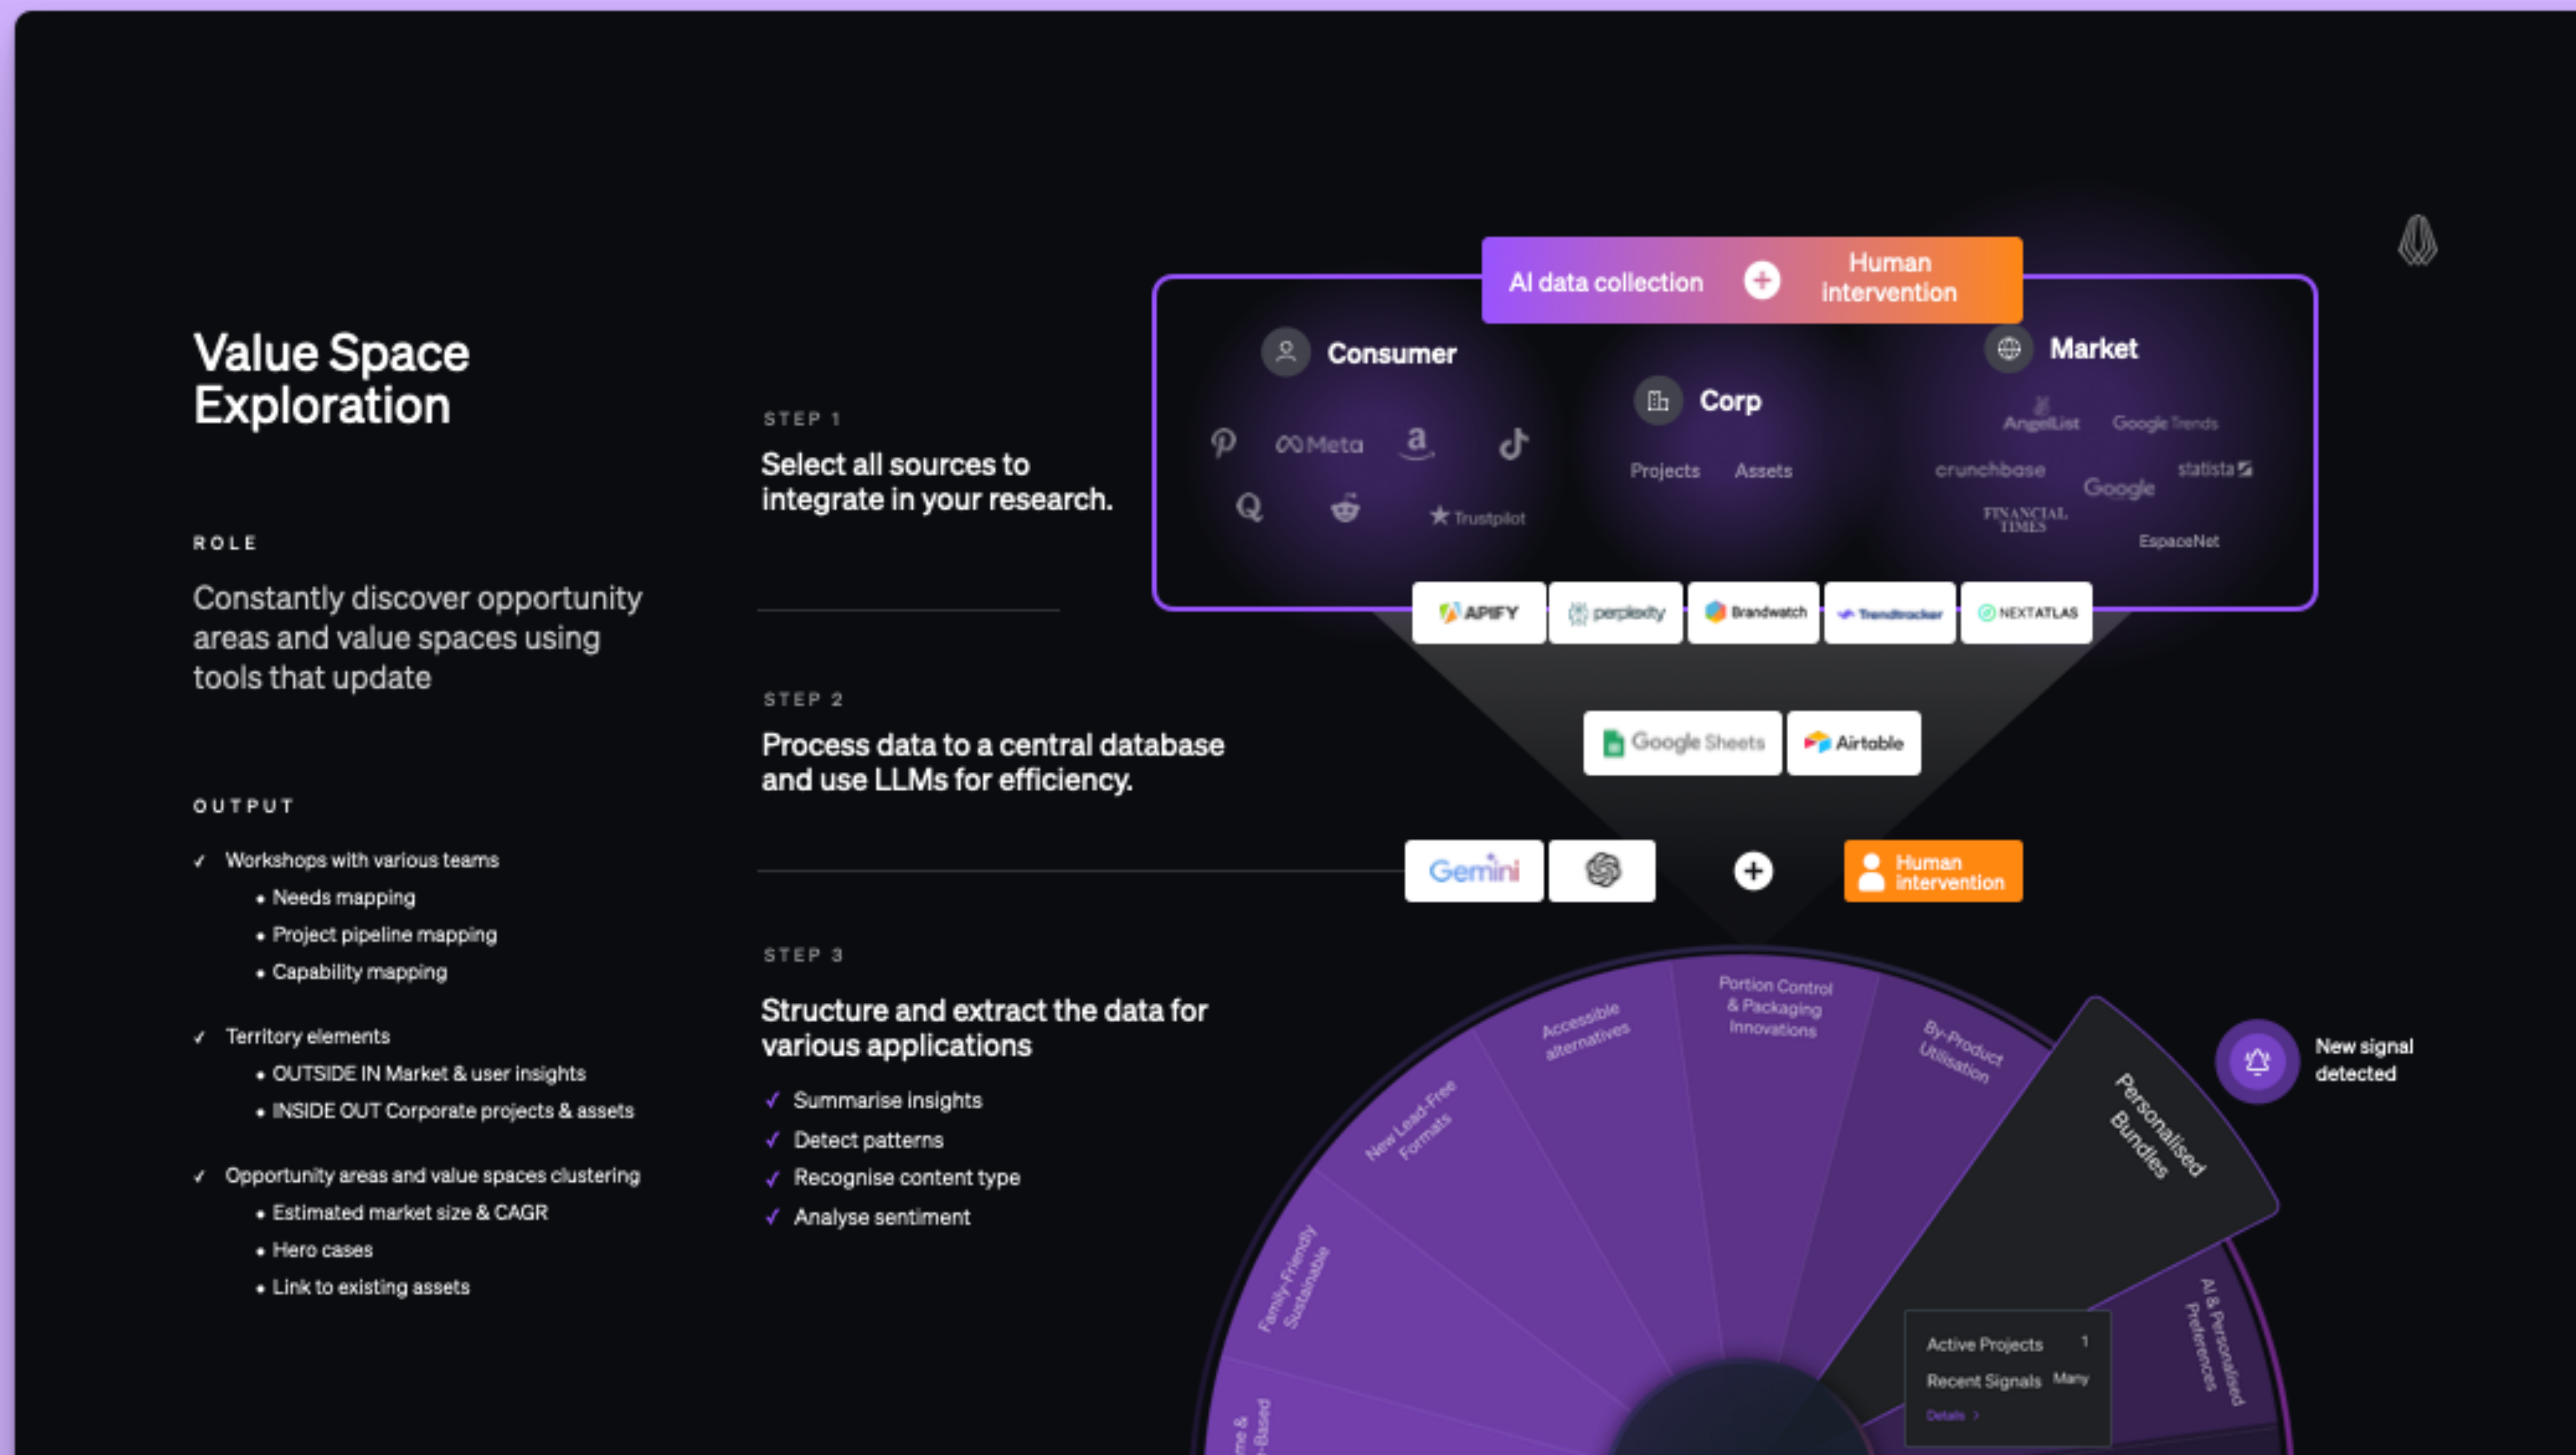 Value Space
Exploration
ROLE
Constantly discover opportunity
areas and value spaces using
tools that update
OUTPUT
✓ Workshops with various teams
• Needs mapping
• Project pipeline mapping
• Capability mapping
✓ Territory elements
• OUTSIDE IN Market & user insights
• INSIDE OUT Corporate projects & assets
✓ Opportunity areas and value spaces clustering
• Estimated market size & CAGR
• Hero cases
• Link to existing assets
STEP 1
Select all sources to
integrate in your research.
STEP 2
Process data to a central database
and use LLMs for efficiency.
STEP 3
Structure and extract the data for
various applications
✓ Summarise insights
✓ Detect patterns
✓ Recognise content type
✓ Analyse sentiment
AI data collection
Human
intervention
Consumer
Meta
Trustpilot
Corp
Projects Assets
Market
AngelList Google Trends
crunchbase statista
Google
FINANCIAL
TIMES
EspaceNet
APIFY perplexity Brandwatch Trendtracker NEXTATLAS
Google Sheets Airtable
Gemini
Human
intervention
Family-Friendly
Sustainable
New Lead-Free
Formats
Accessible
alternatives
Portion Control
& Packaging
Innovations
By-Product
Utilisation
Personalised
Bundles
New signal
detected
AI & Personalised
Preferences
Active Projects 1
Recent Signals Many
Details >